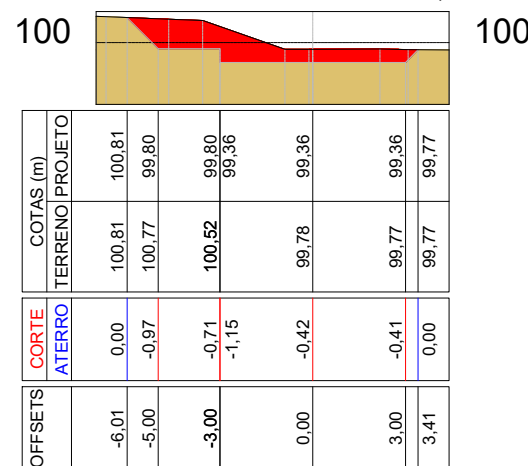 100 100
COTAS (m)
PROJETO 100,81 99,80 99,80 99,36 99,36 99,36 99,77
TERRENO 100,81 100,77 100,52 99,78 99,77 99,77
CORTE
ATERRO
0,00 -0,97 -0,71 -1,15 -0,42 -0,41 0,00
OFFSETS -6,01 -5,00 -3,00 0,00 3,00 3,41